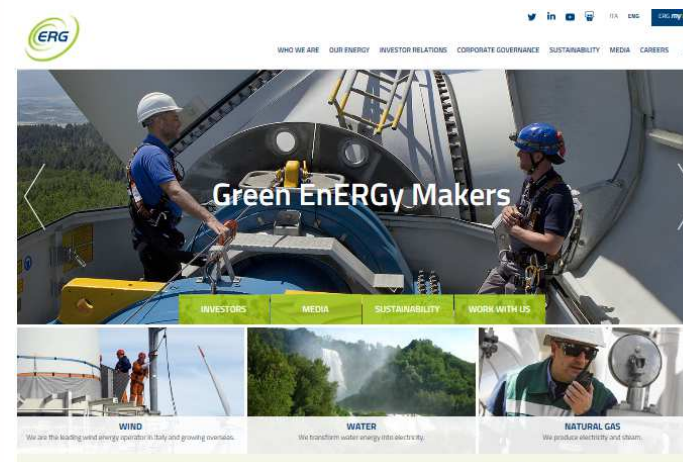 ITA ENG ERG my
ERG
WHO WE ARE OUR ENERGY INVESTOR RELATIONS CORPORATE GOVERNANCE SUSTAINABILITY MEDIA CAREERS
Green EnERGy Makers
INVESTORS MEDIA SUSTAINABILITY WORK WITH US
WIND WATER NATURAL GAS
We are the leading wind energy operator in Italy and growing overseas. We transform water energy into electricity. We produce electricity and steam.